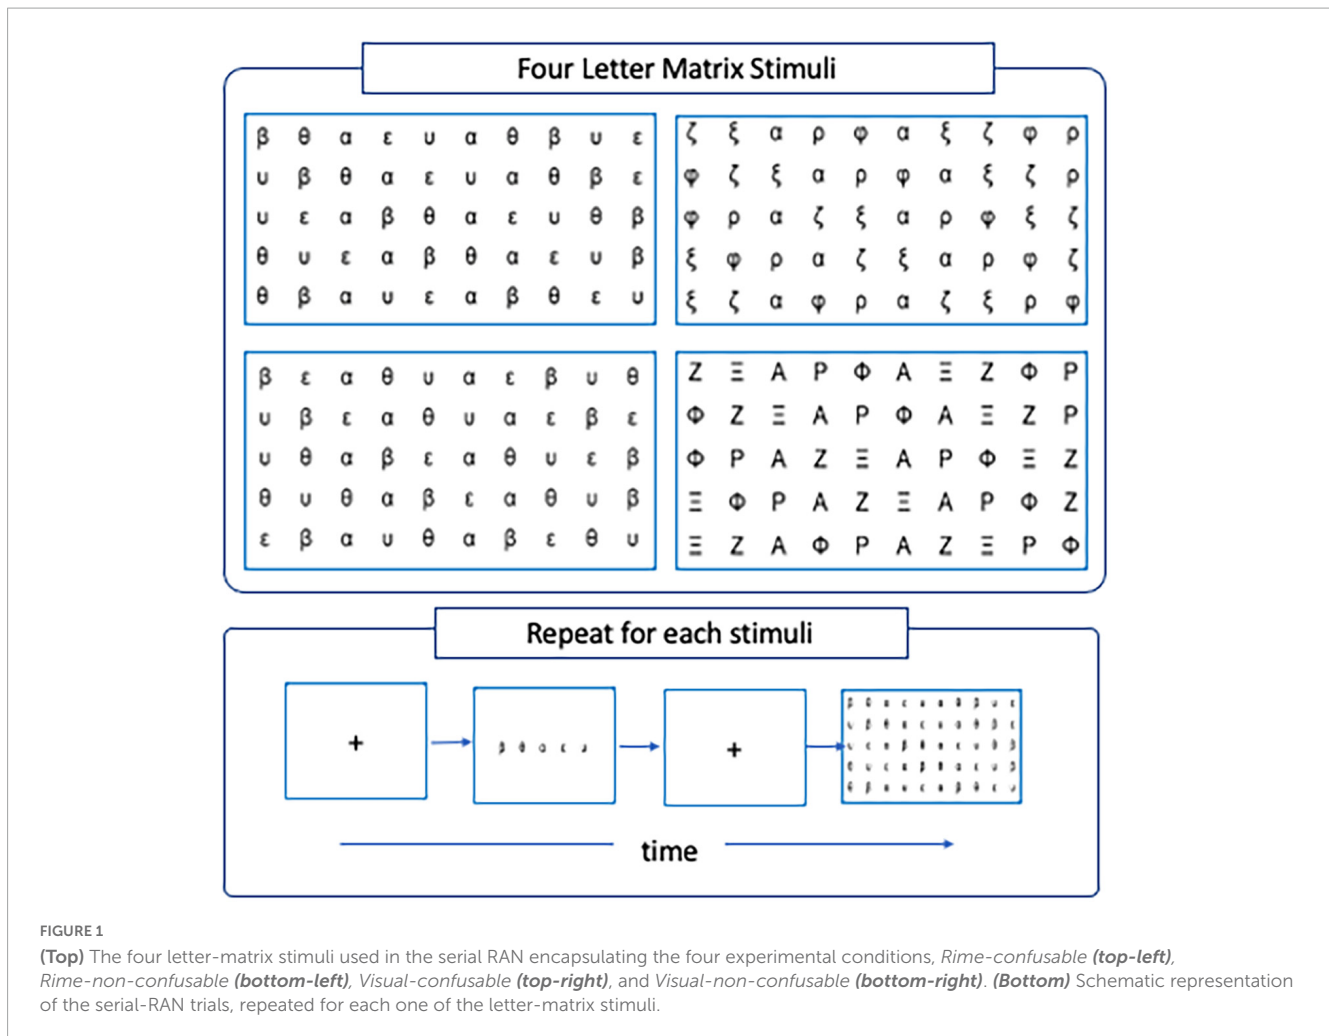 Four Letter Matrix Stimuli
β θ α ε υ α θ β υ ε
υ β θ α ε υ α θ β ε
υ ε α β θ α ε υ θ β
θ υ ε α β θ α ε υ β
θ β α υ ε α β θ ε υ
ζ ξ α ρ φ α ξ ζ φ ρ
φ ζ ξ α ρ φ α ξ ζ ρ
φ ρ α ζ ξ α ρ φ ξ ζ
ξ φ ρ α ζ ξ α ρ φ ζ
ξ ζ α φ ρ α ζ ξ ρ φ
β ε α θ υ α ε β υ θ
υ β ε α θ υ α ε β ε
υ θ α β ε α θ υ ε β
θ υ θ α β ε α θ υ β
ε β α υ θ α β ε θ υ
Ζ Ξ Α Ρ Φ Α Ξ Ζ Φ Ρ
Φ Ζ Ξ Α Ρ Φ Α Ξ Ζ Ρ
Φ Ρ Α Ζ Ξ Α Ρ Φ Ξ Ζ
Ξ Φ Ρ Α Ζ Ξ Α Ρ Φ Ζ
Ξ Ζ Α Φ Ρ Α Ζ Ξ Ρ Φ
Repeat for each stimuli
+
+
time
FIGURE 1
(Top) The four letter-matrix stimuli used in the serial RAN encapsulating the four experimental conditions, Rime-confusable (top-left),
Rime-non-confusable (bottom-left), Visual-confusable (top-right), and Visual-non-confusable (bottom-right). (Bottom) Schematic representation
of the serial-RAN trials, repeated for each one of the letter-matrix stimuli.